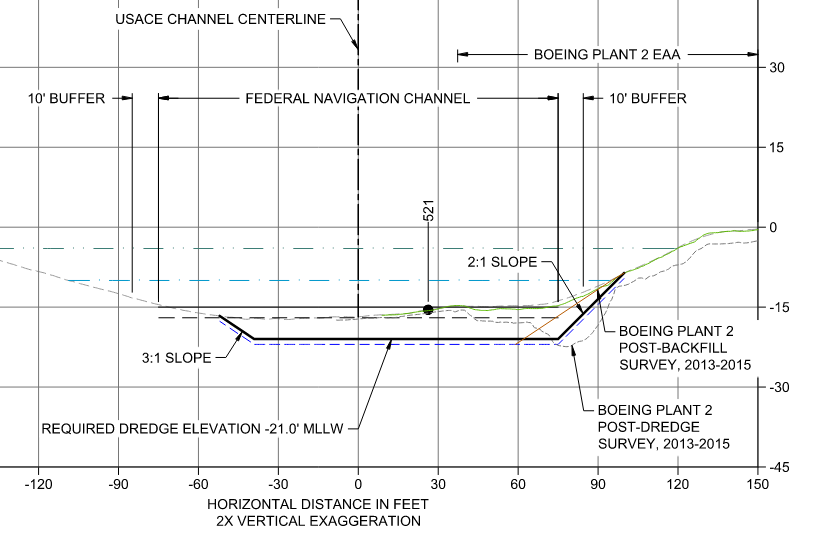 USACE CHANNEL CENTERLINE
BOEING PLANT 2 EAA
30
10' BUFFER
FEDERAL NAVIGATION CHANNEL
10' BUFFER
15
521
0
2:1 SLOPE
-15
3:1 SLOPE
BOEING PLANT 2
POST-BACKFILL
SURVEY, 2013-2015
-30
BOEING PLANT 2
POST-DREDGE
SURVEY, 2013-2015
REQUIRED DREDGE ELEVATION -21.0' MLLW
-45
-120 -90 -60 -30 0 30 60 90 120 150
HORIZONTAL DISTANCE IN FEET
2X VERTICAL EXAGGERATION